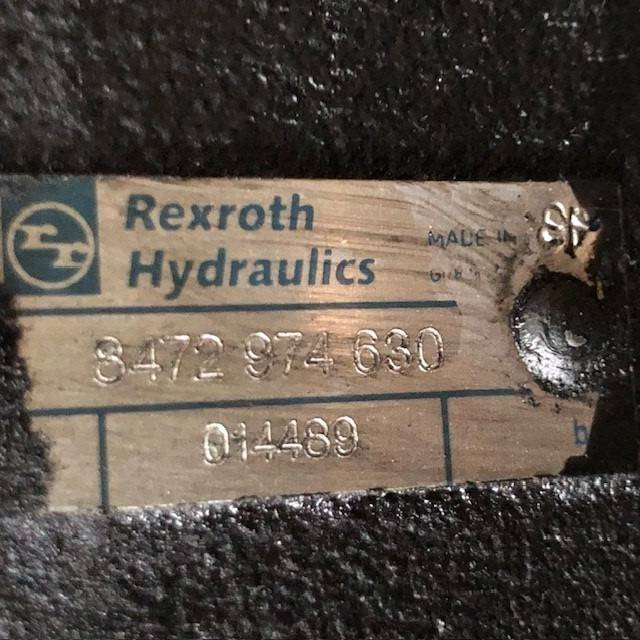 Rexroth
Hydraulics
MADE IN
8472 974 630
014489
b